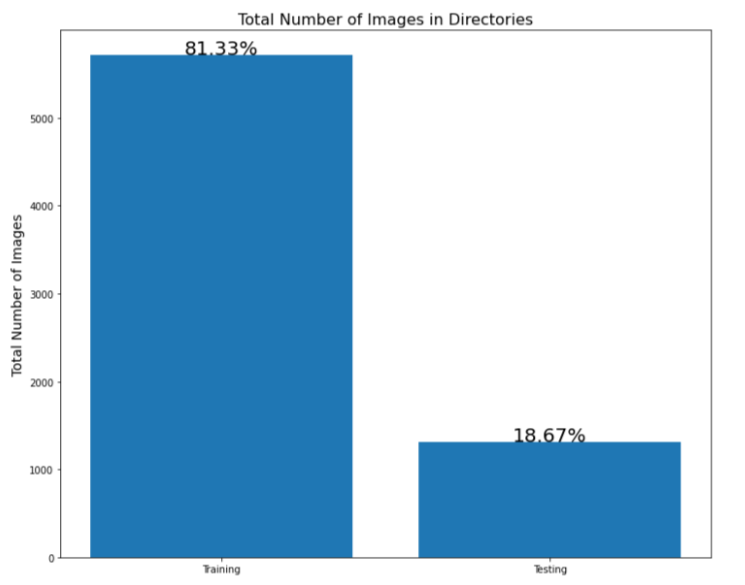 Total Number of Images in Directories
81.33%
5000
4000
3000
2000
1000
0
Total Number of Images
18.67%
Training
Testing